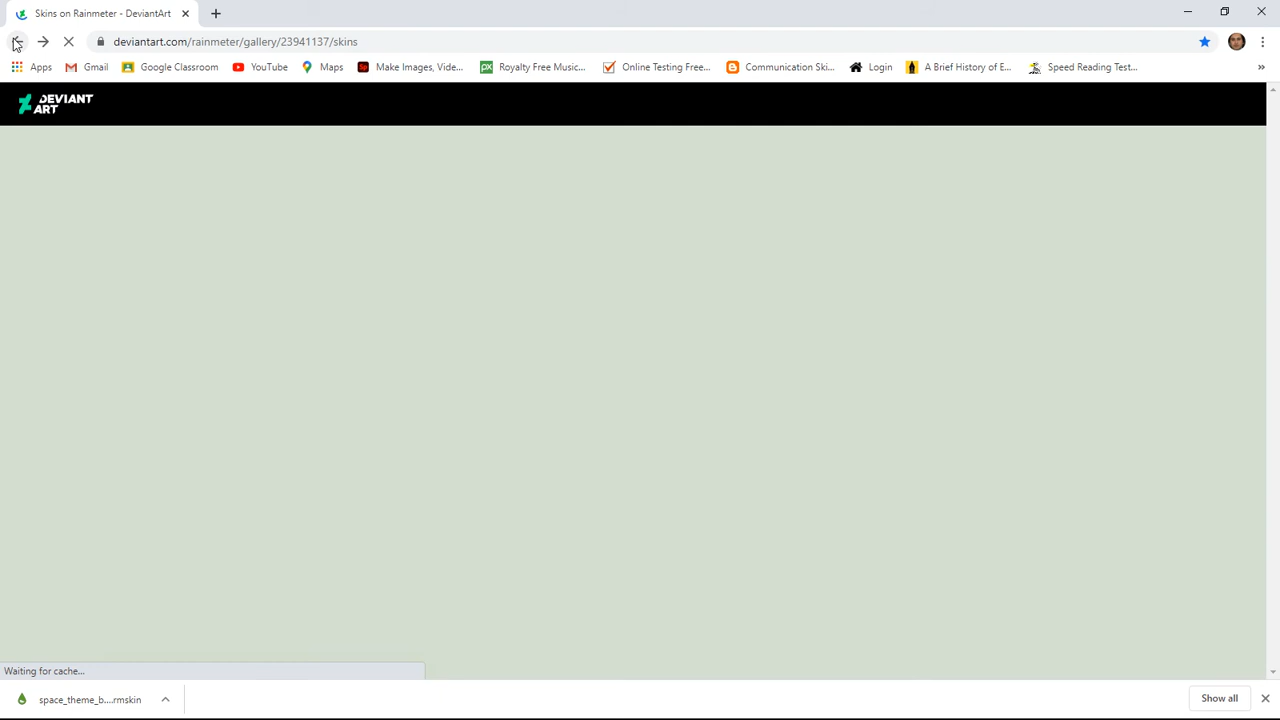 Skins on Rainmeter - DeviantArt
deviantart.com/rainmeter/gallery/23941137/skins
Apps Gmail Google Classroom YouTube Maps Make Images, Vide... Royalty Free Music... Online Testing Free... Communication Ski... Login A Brief History of E... Speed Reading Test... »
DEVIANT
ART
Waiting for cache...
space_theme_b....rmskin Show all